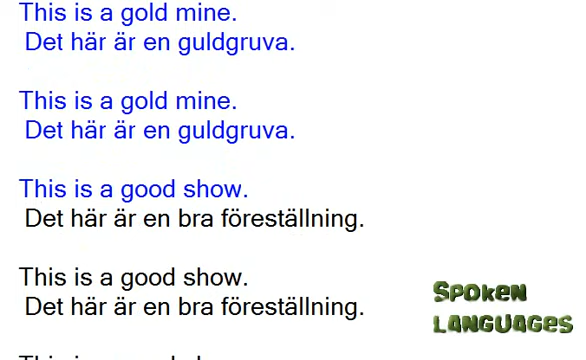 This is a gold mine.
Det här är en guldgruva.
This is a gold mine.
Det här är en guldgruva.
This is a good show.
Det här är en bra föreställning.
This is a good show.
Det här är en bra föreställning.
Spoken
Languages